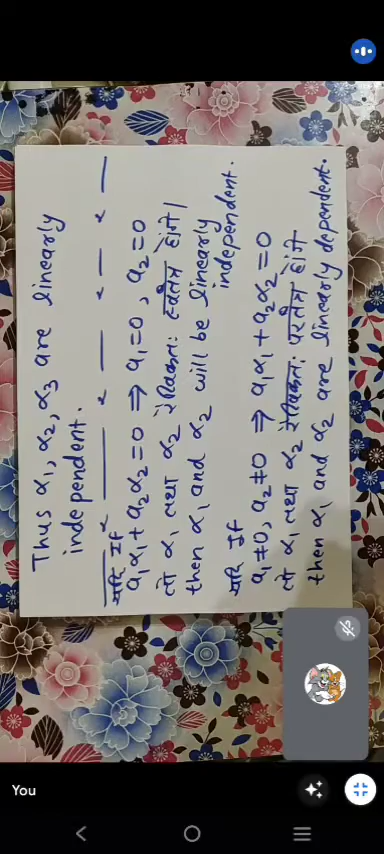 Thus α₁, α₂, α₃ are linearly
independent.
यदि If
a₁α₁ + a₂α₂ = 0 ⇒ a₁=0, a₂=0
तो α₁ तथा α₂ रैखिकतः स्वतंत्र होंगे।
then α₁ and α₂ will be linearly
independent.
यदि If
a₁≠0, a₂≠0 ⇒ a₁α₁ + a₂α₂=0
तो α₁ तथा α₂ रैखिकतः परतंत्र होंगे
then α₁ and α₂ are linearly dependent.
You